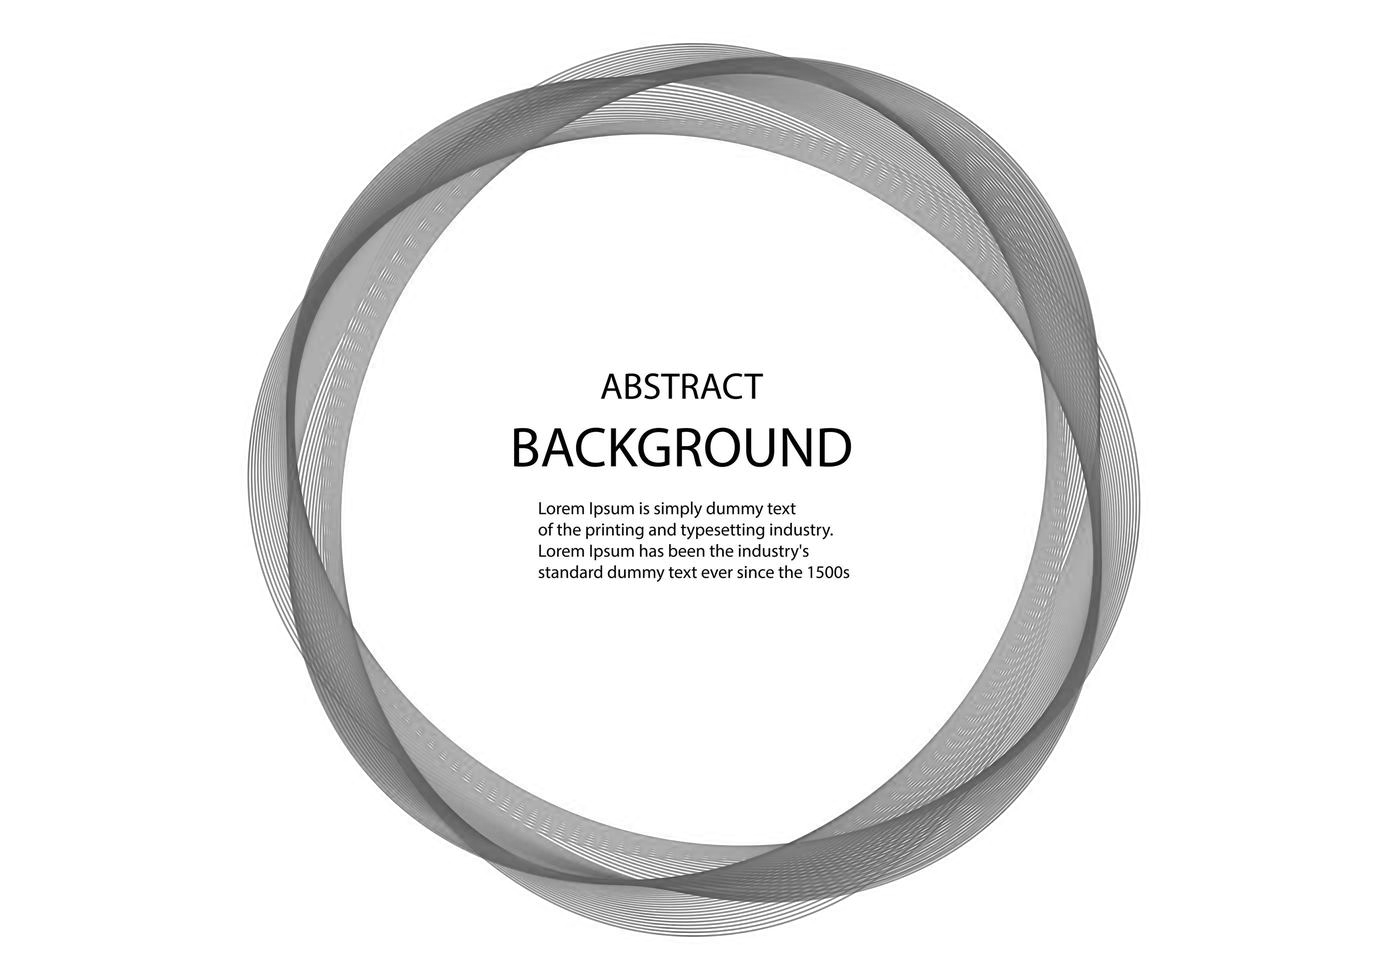 ABSTRACT
BACKGROUND
Lorem Ipsum is simply dummy text
of the printing and typesetting industry.
Lorem Ipsum has been the industry's
standard dummy text ever since the 1500s